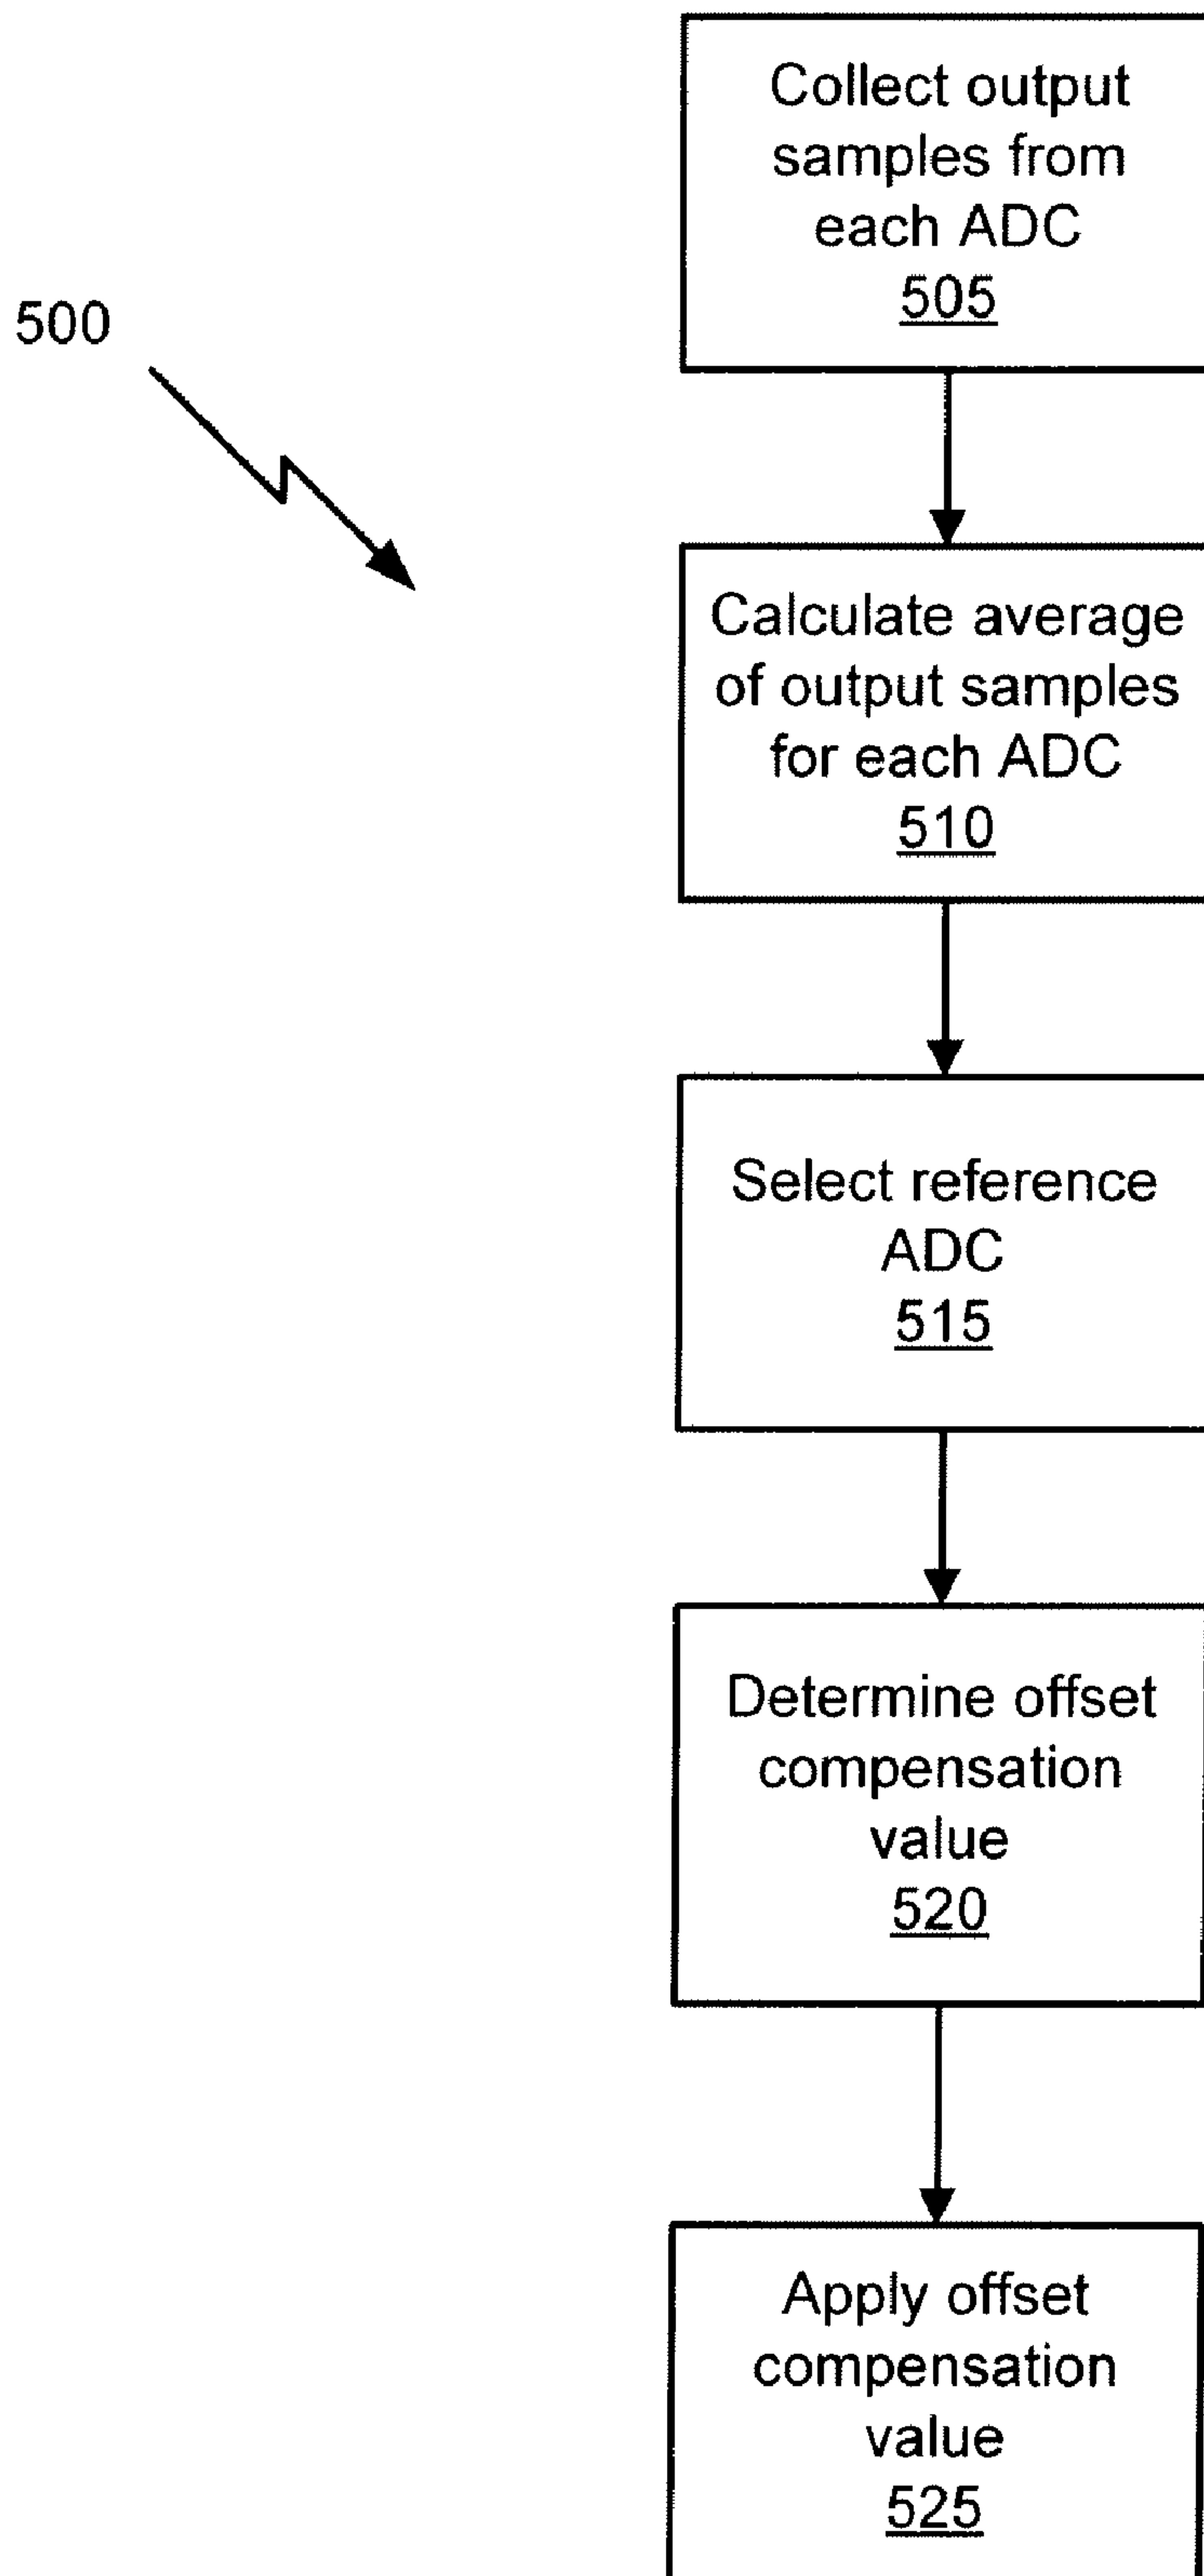 Collect output
samples from
each ADC
505
500
Calculate average
of output samples
for each ADC
510
Select reference
ADC
515
Determine offset
compensation
value
520
Apply offset
compensation
value
525